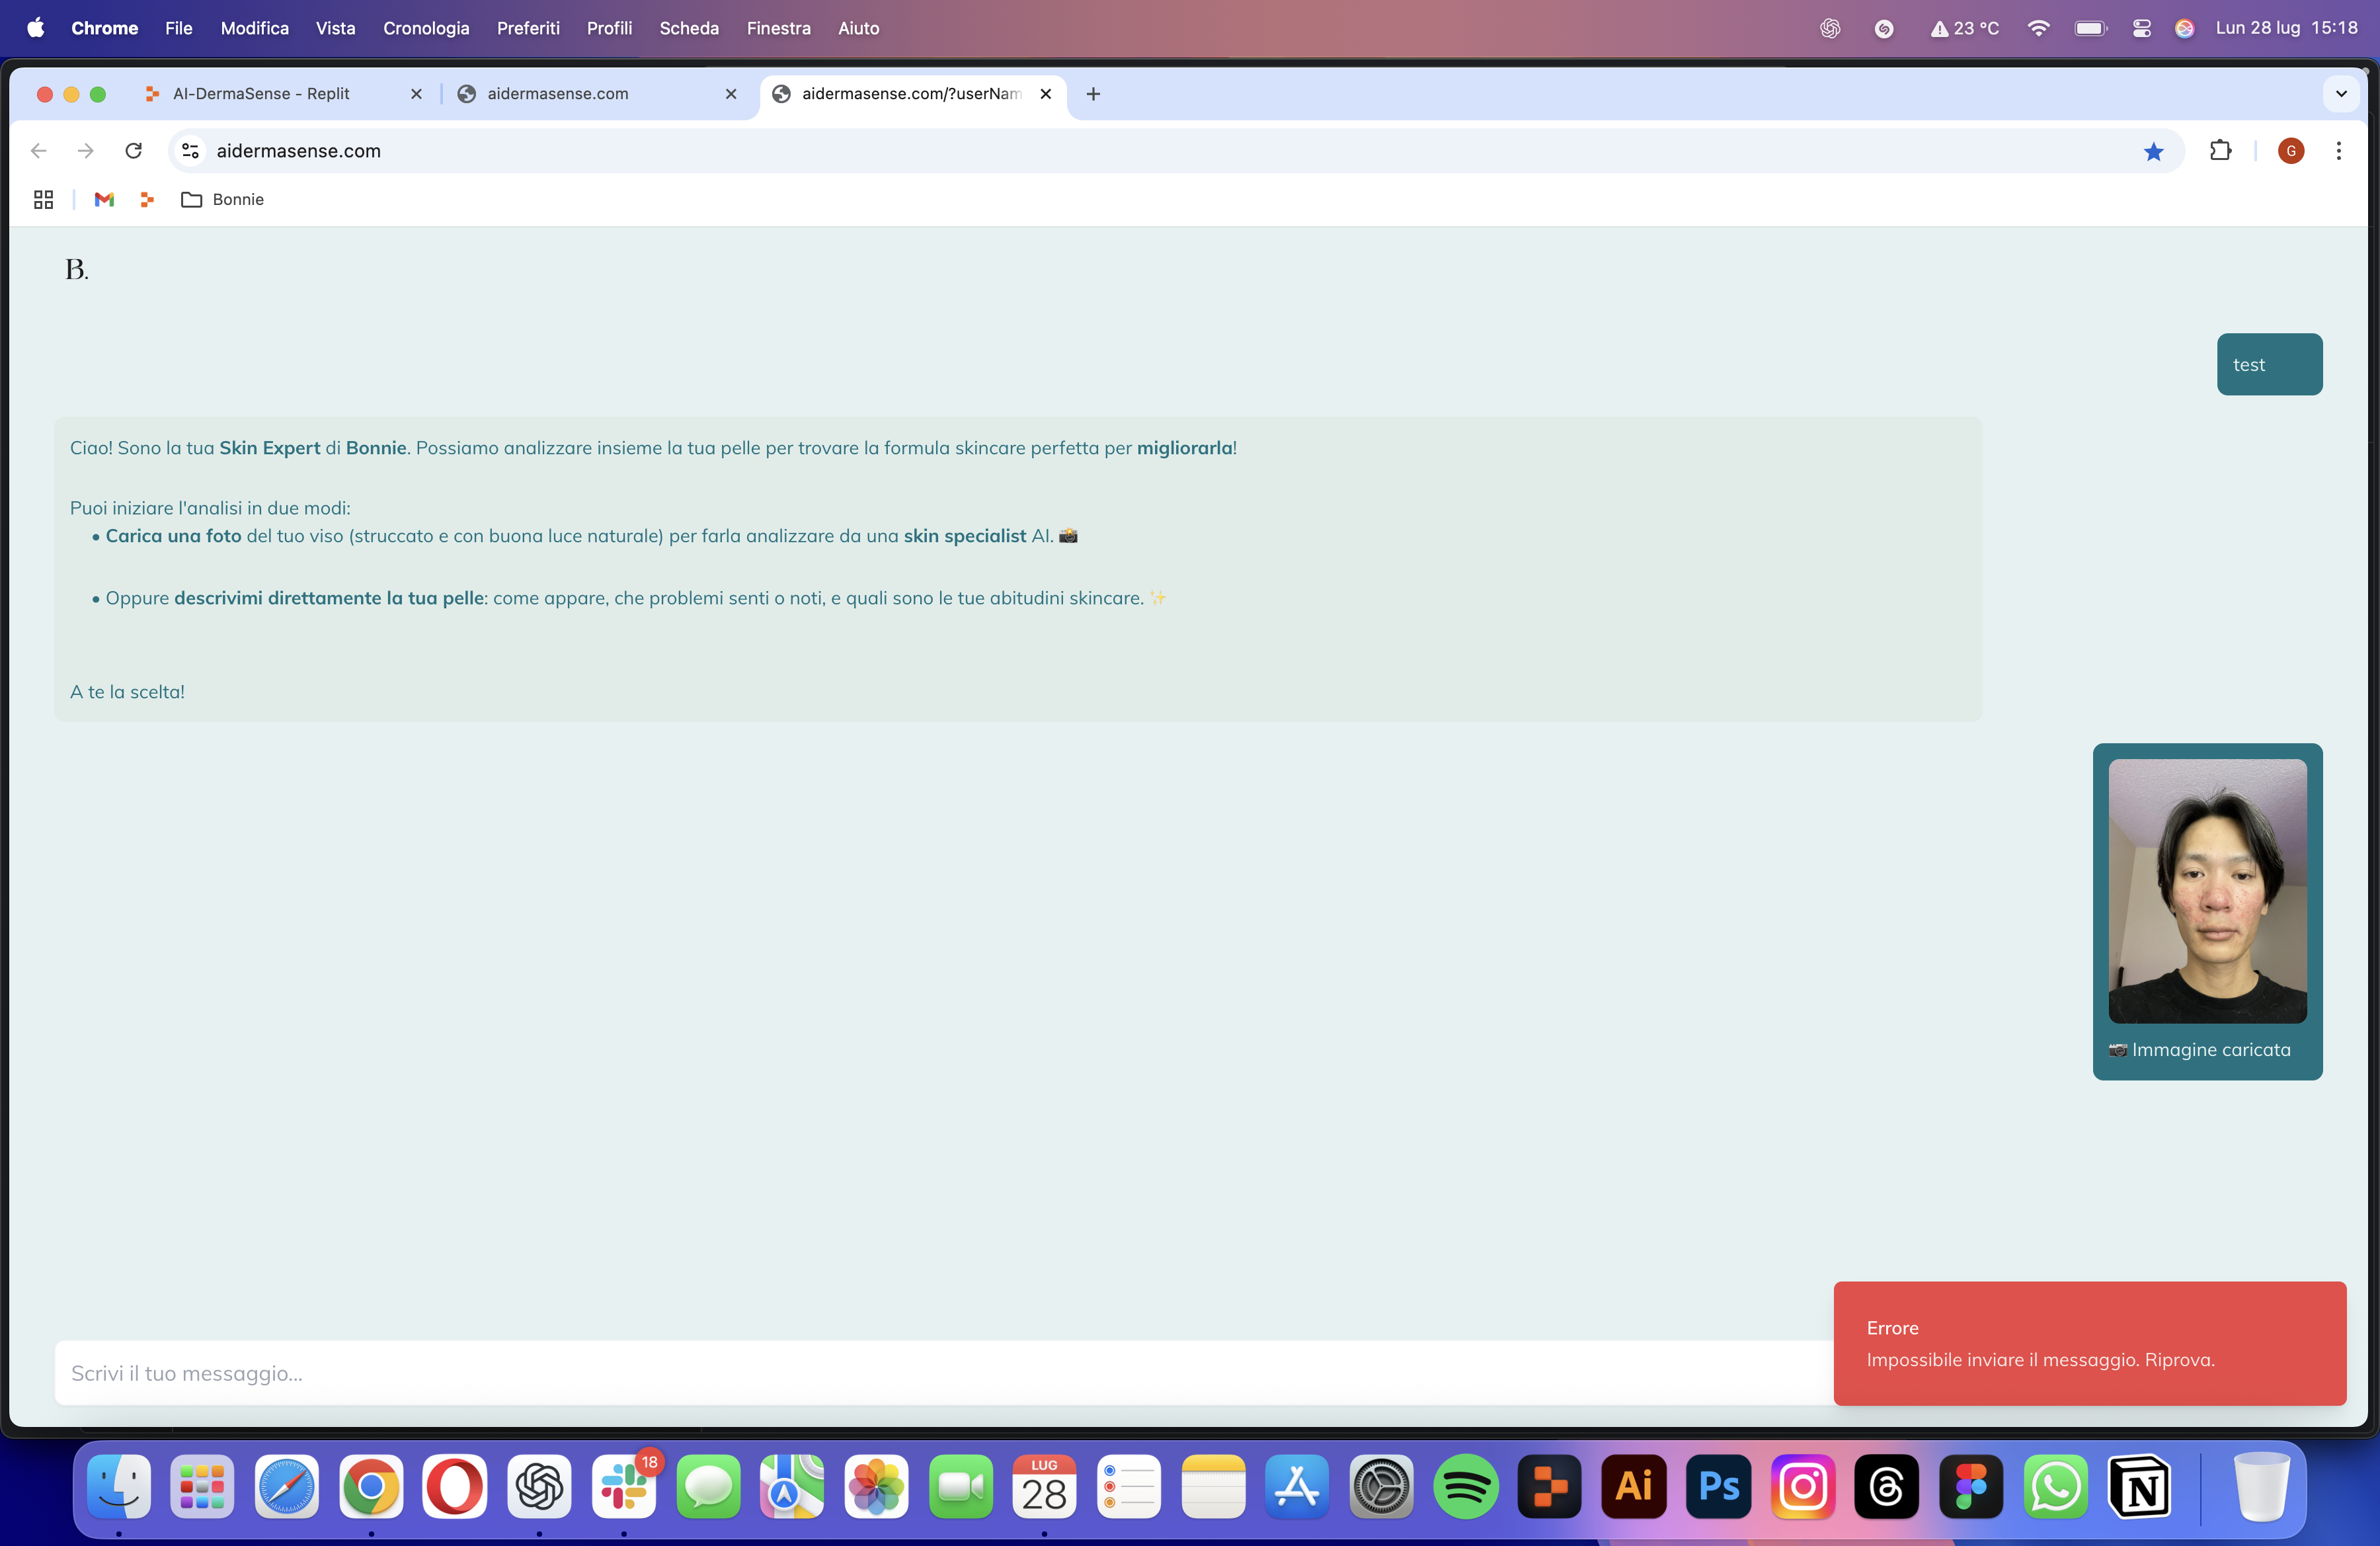 Chrome File Modifica Vista Cronologia Preferiti Profili Scheda Finestra Aiuto 23 °C Lun 28 lug 15:18
AI-DermaSense - Replit aidermasense.com aidermasense.com/?userNam
aidermasense.com G
Bonnie
B.
test
Ciao! Sono la tua Skin Expert di Bonnie. Possiamo analizzare insieme la tua pelle per trovare la formula skincare perfetta per migliorarla!
Puoi iniziare l'analisi in due modi:
• Carica una foto del tuo viso (struccato e con buona luce naturale) per farla analizzare da una skin specialist AI. 📸
• Oppure descrivimi direttamente la tua pelle: come appare, che problemi senti o noti, e quali sono le tue abitudini skincare. ✨
A te la scelta!
📷 Immagine caricata
Errore
Impossibile inviare il messaggio. Riprova.
Scrivi il tuo messaggio...
18
LUG
28
Ai
Ps